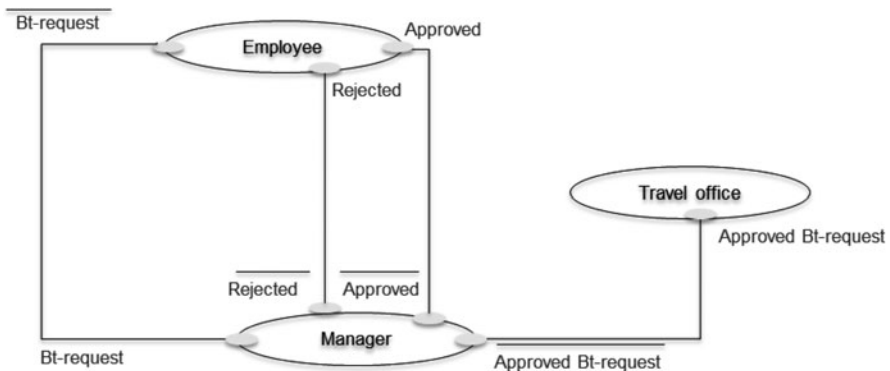 Bt-request
Employee
Approved
Rejected
Travel office
Approved Bt-request
Rejected
Approved
Manager
Bt-request
Approved Bt-request